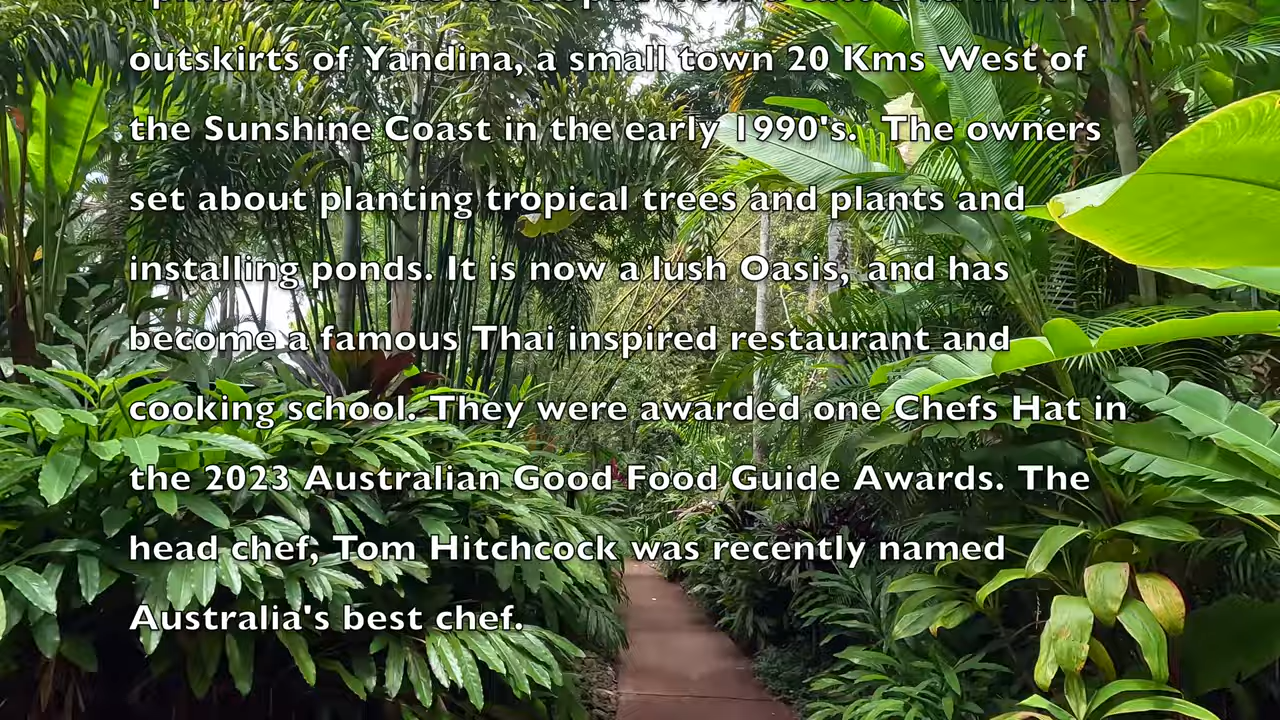 outskirts of Yandina, a small town 20 Kms West of
the Sunshine Coast in the early 1990's.  The owners
set about planting tropical trees and plants and
installing ponds. It is now a lush Oasis, and has
become a famous Thai inspired restaurant and
cooking school. They were awarded one Chefs Hat in
the 2023 Australian Good Food Guide Awards. The
head chef, Tom Hitchcock was recently named
Australia's best chef.